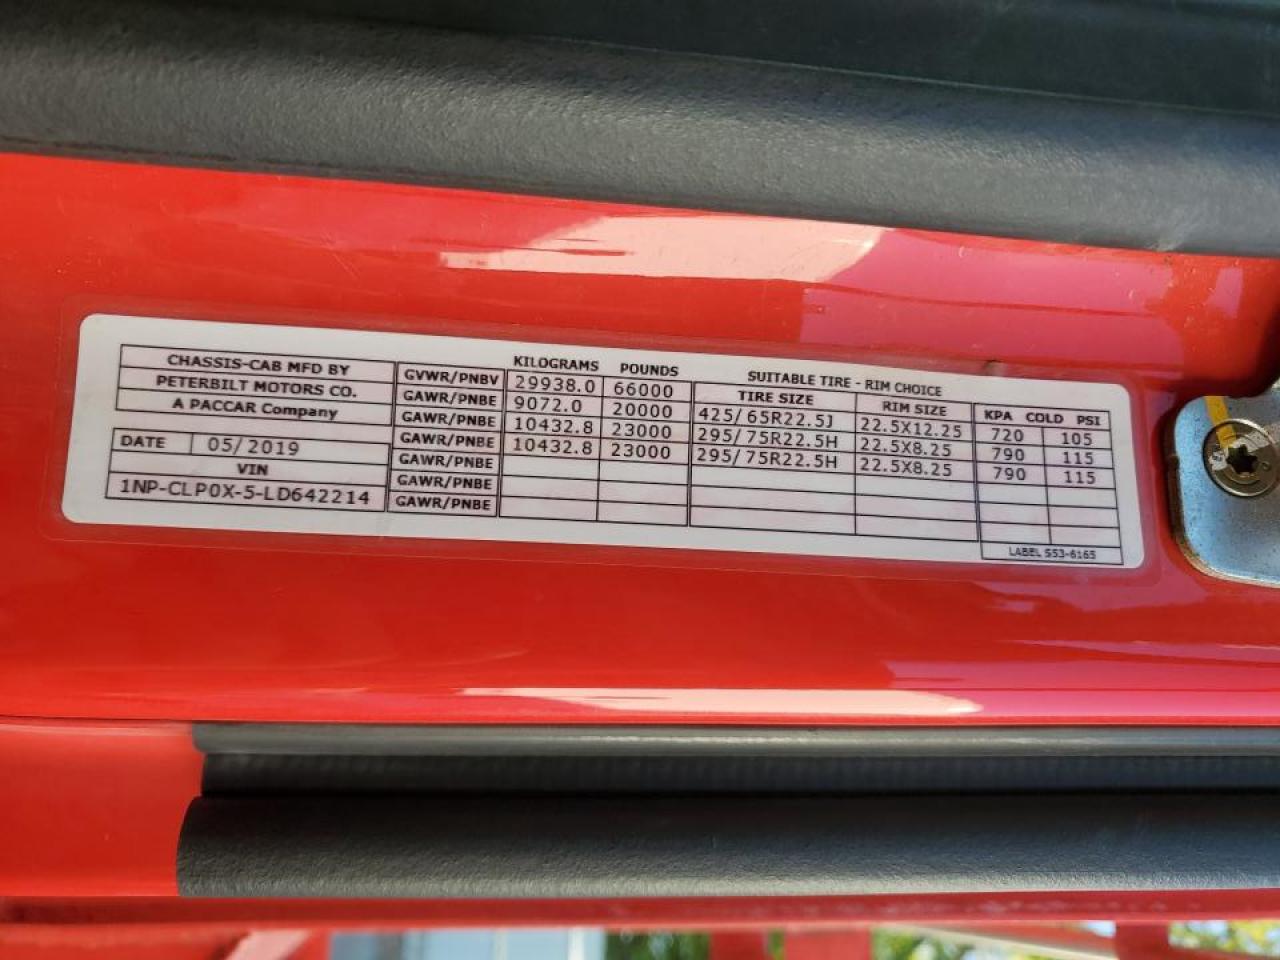 CHASSIS-CAB MFD BY
PETERBILT MOTORS CO.
A PACCAR Company
DATE 05/2019
VIN
1NP-CLP0X-5-LD642214
KILOGRAMS POUNDS SUITABLE TIRE - RIM CHOICE
TIRE SIZE RIM SIZE KPA COLD PSI
GVWR/PNBV 29938.0 66000
GAWR/PNBE 9072.0 20000 425/65R22.5J 22.5X12.25 720 105
GAWR/PNBE 10432.8 23000 295/75R22.5H 22.5X8.25 790 115
GAWR/PNBE 10432.8 23000 295/75R22.5H 22.5X8.25 790 115
GAWR/PNBE
GAWR/PNBE
GAWR/PNBE
LABEL S53-6165